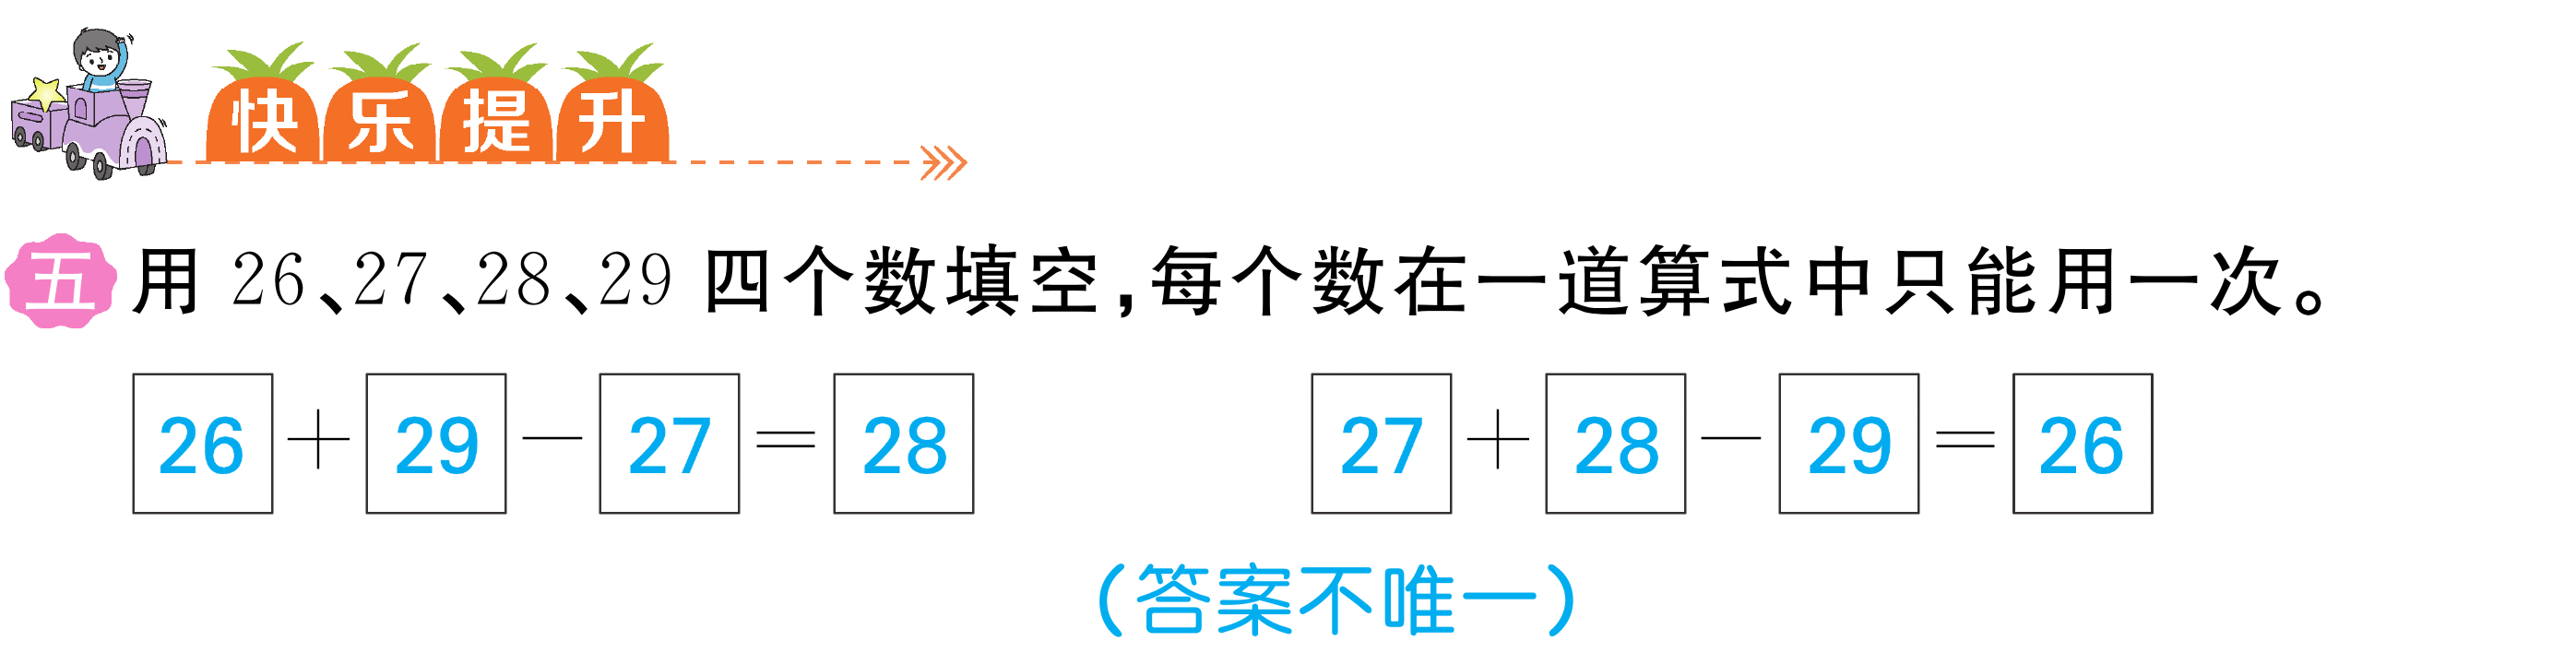 快乐提升
五 用 26、27、28、29 四个数填空,每个数在一道算式中只能用一次。
26 + 29 - 27 = 28 27 + 28 - 29 = 26
(答案不唯一)